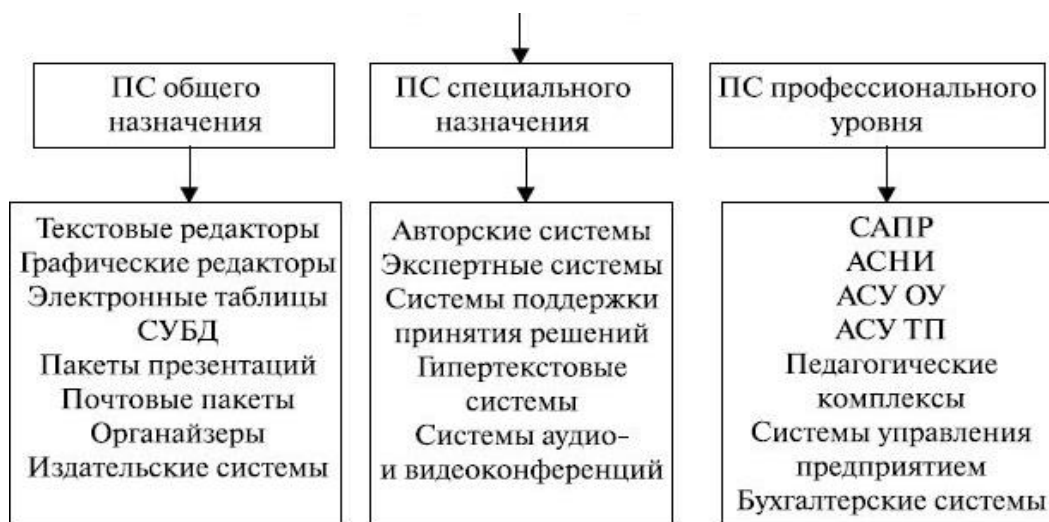 ПС общего
назначения
ПС специального
назначения
ПС профессионального
уровня
Текстовые редакторы
Графические редакторы
Электронные таблицы
СУБД
Пакеты презентаций
Почтовые пакеты
Органайзеры
Издательские системы
Авторские системы
Экспертные системы
Системы поддержки
принятия решений
Гипертекстовые
системы
Системы аудио-
и видеоконференций
САПР
АСНИ
АСУ ОУ
АСУ ТП
Педагогические
комплексы
Системы управления
предприятием
Бухгалтерские системы